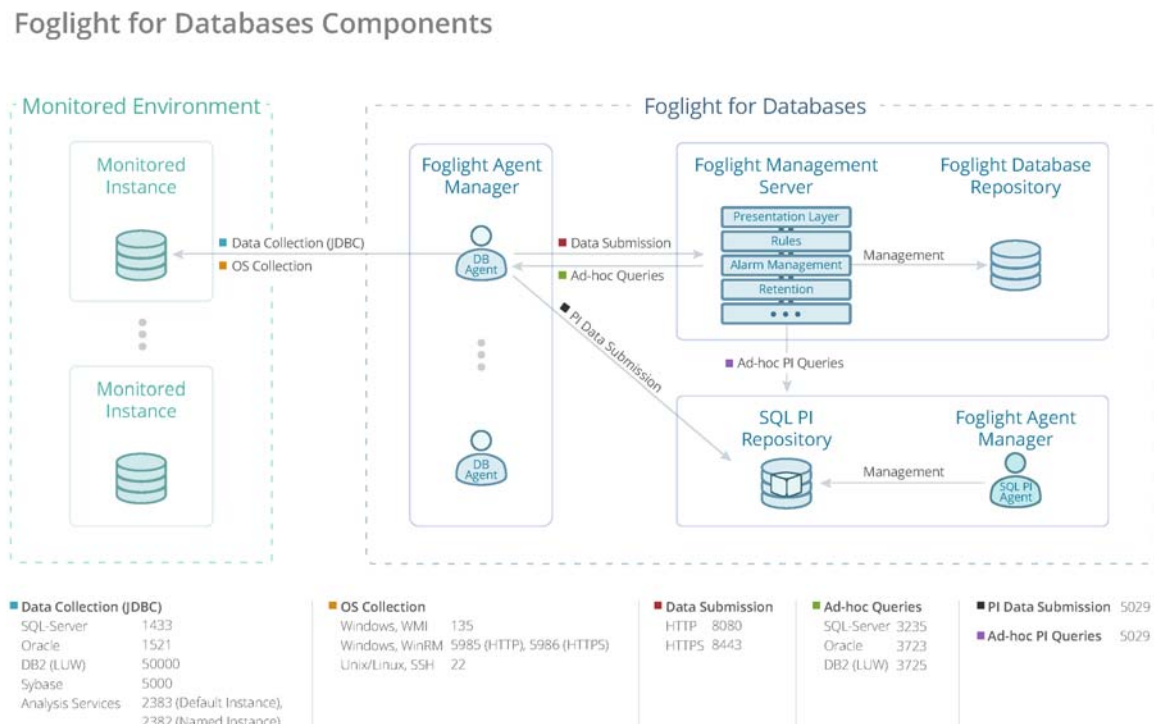 Foglight for Databases Components
Monitored Environment
Foglight for Databases
Monitored
Instance
Foglight Agent
Manager
Foglight Management
Server
Foglight Database
Repository
Presentation Layer
Rules
Alarm Management
Retention
Management
Data Collection (JDBC)
OS Collection
DB
Agent
Data Submission
Ad-hoc Queries
PI Data Submission
Ad-hoc PI Queries
Monitored
Instance
DB
Agent
SQL PI
Repository
Foglight Agent
Manager
Management
SQL PI
Agent
Data Collection (JDBC)
SQL-Server 1433
Oracle 1521
DB2 (LUW) 50000
Sybase 5000
Analysis Services 2383 (Default Instance),
2382 (Named Instance)
OS Collection
Windows, WMI 135
Windows, WinRM 5985 (HTTP), 5986 (HTTPS)
Unix/Linux, SSH 22
Data Submission
HTTP 8080
HTTPS 8443
Ad-hoc Queries
SQL-Server 3235
Oracle 3723
DB2 (LUW) 3725
PI Data Submission 5029
Ad-hoc PI Queries 5029